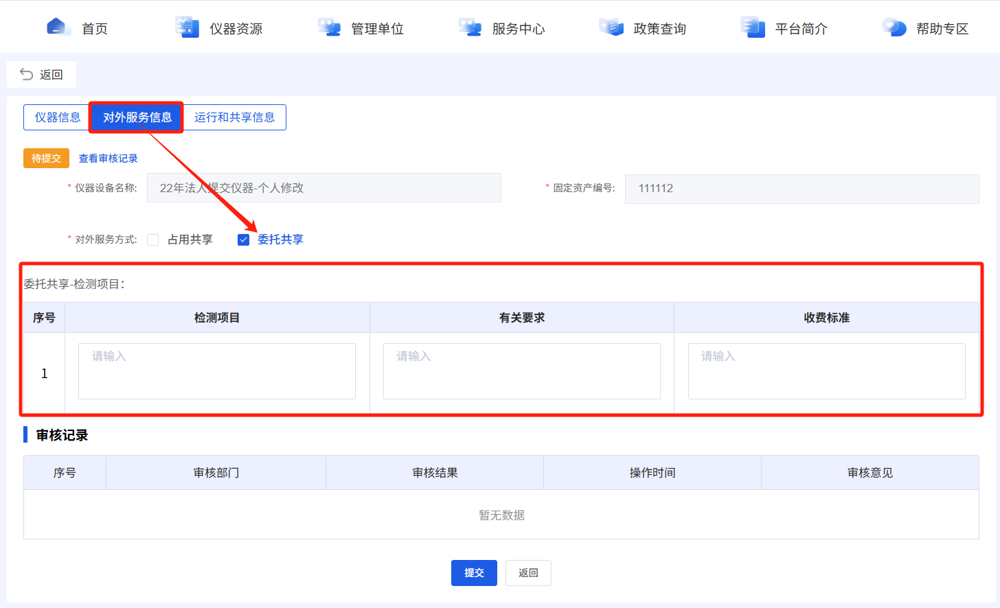 首页 仪器资源 管理单位 服务中心 政策查询 平台简介 帮助专区
返回
仪器信息 对外服务信息 运行和共享信息
待提交 查看审核记录
* 仪器设备名称: 22年法人提交仪器-个人修改 * 固定资产编号: 111112
* 对外服务方式: 占用共享 委托共享
委托共享-检测项目:
序号 检测项目 有关要求 收费标准
1 请输入 请输入 请输入
审核记录
序号 审核部门 审核结果 操作时间 审核意见
暂无数据
提交 返回